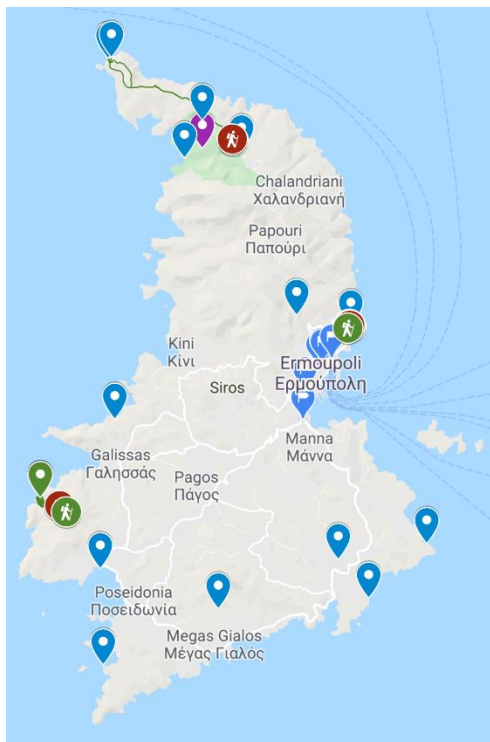 Chalandriani
Χαλανδριανή
Papouri
Παπούρι
Kini
Κίνι
Ermoupoli
Ερμούπολη
Siros
Manna
Μάννα
Galissas
Γαλησσάς
Pagos
Πάγος
Poseidonia
Ποσειδωνία
Megas Gialos
Μέγας Γιαλός